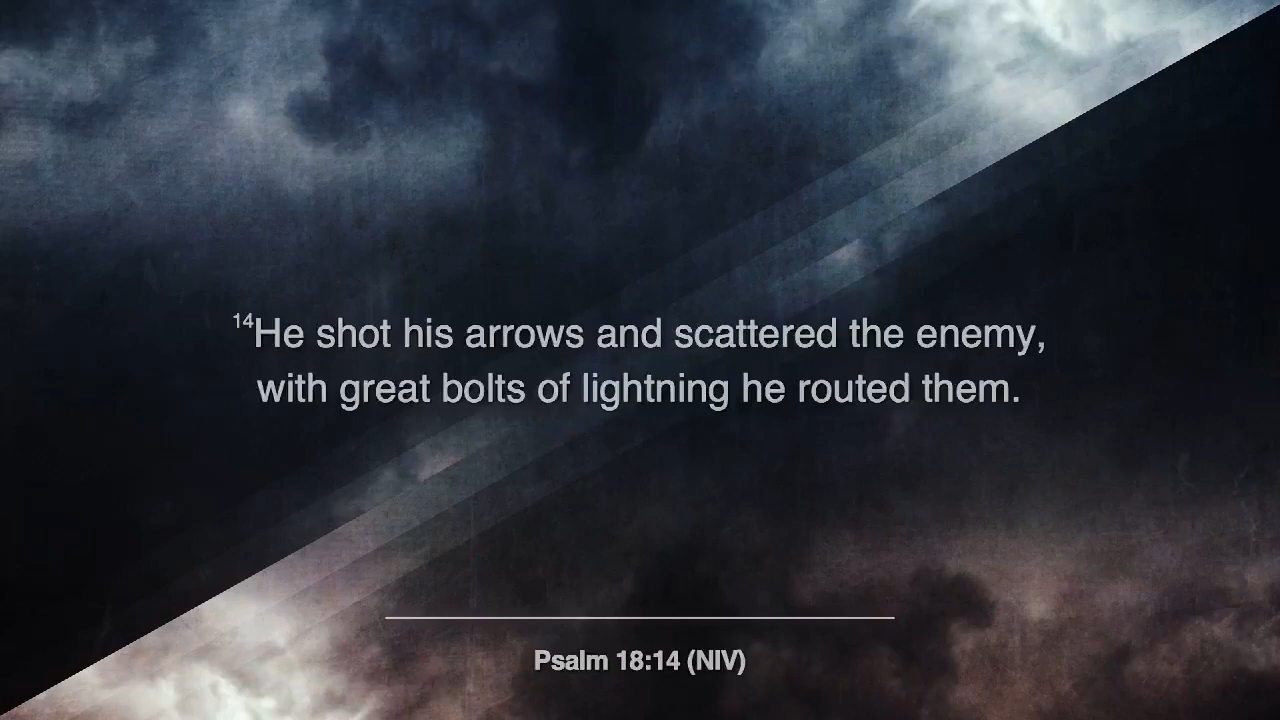 14He shot his arrows and scattered the enemy,
with great bolts of lightning he routed them.
Psalm 18:14 (NIV)